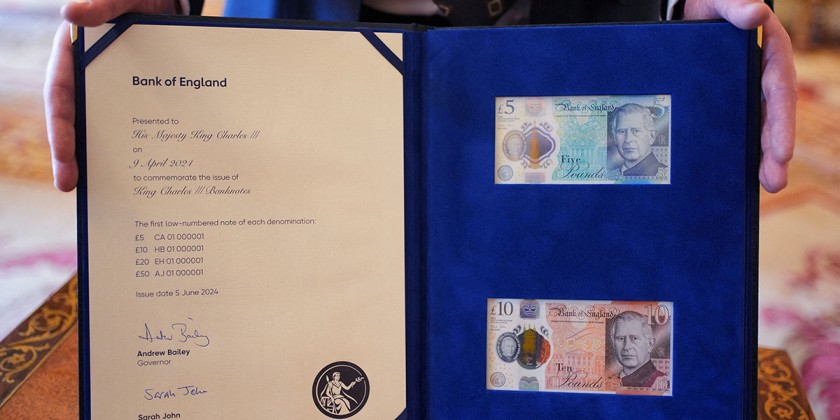 Bank of England
Presented to
His Majesty King Charles III
on
9 April 2024
to commemorate the issue of
King Charles III Banknotes
The first low-numbered note of each denomination:
£5 CA 01 000001
£10 HB 01 000001
£20 EH 01 000001
£50 AJ 01 000001
Issue date 5 June 2024
Andrew Bailey
Andrew Bailey
Governor
Sarah John
Sarah John
£5
Bank of England
5
Five
Pounds
£10
Bank of England
10
Ten
Pounds